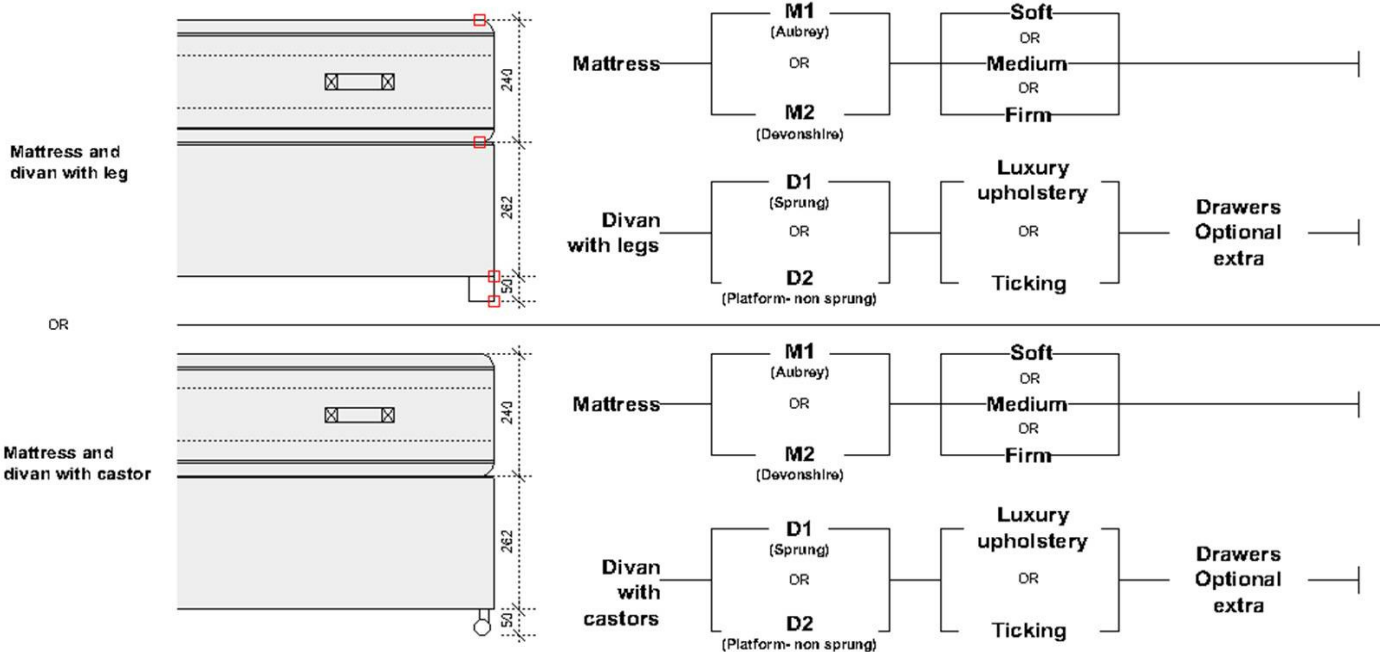 Mattress and
divan with leg
240
262
50
Mattress
M1
(Aubrey)
OR
M2
(Devonshire)
Soft
OR
Medium
OR
Firm
Divan
with legs
D1
(Sprung)
OR
D2
(Platform- non sprung)
Luxury
upholstery
OR
Ticking
Drawers
Optional
extra
OR
Mattress and
divan with castor
240
262
50
Mattress
M1
(Aubrey)
OR
M2
(Devonshire)
Soft
OR
Medium
OR
Firm
Divan
with
castors
D1
(Sprung)
OR
D2
(Platform- non sprung)
Luxury
upholstery
OR
Ticking
Drawers
Optional
extra